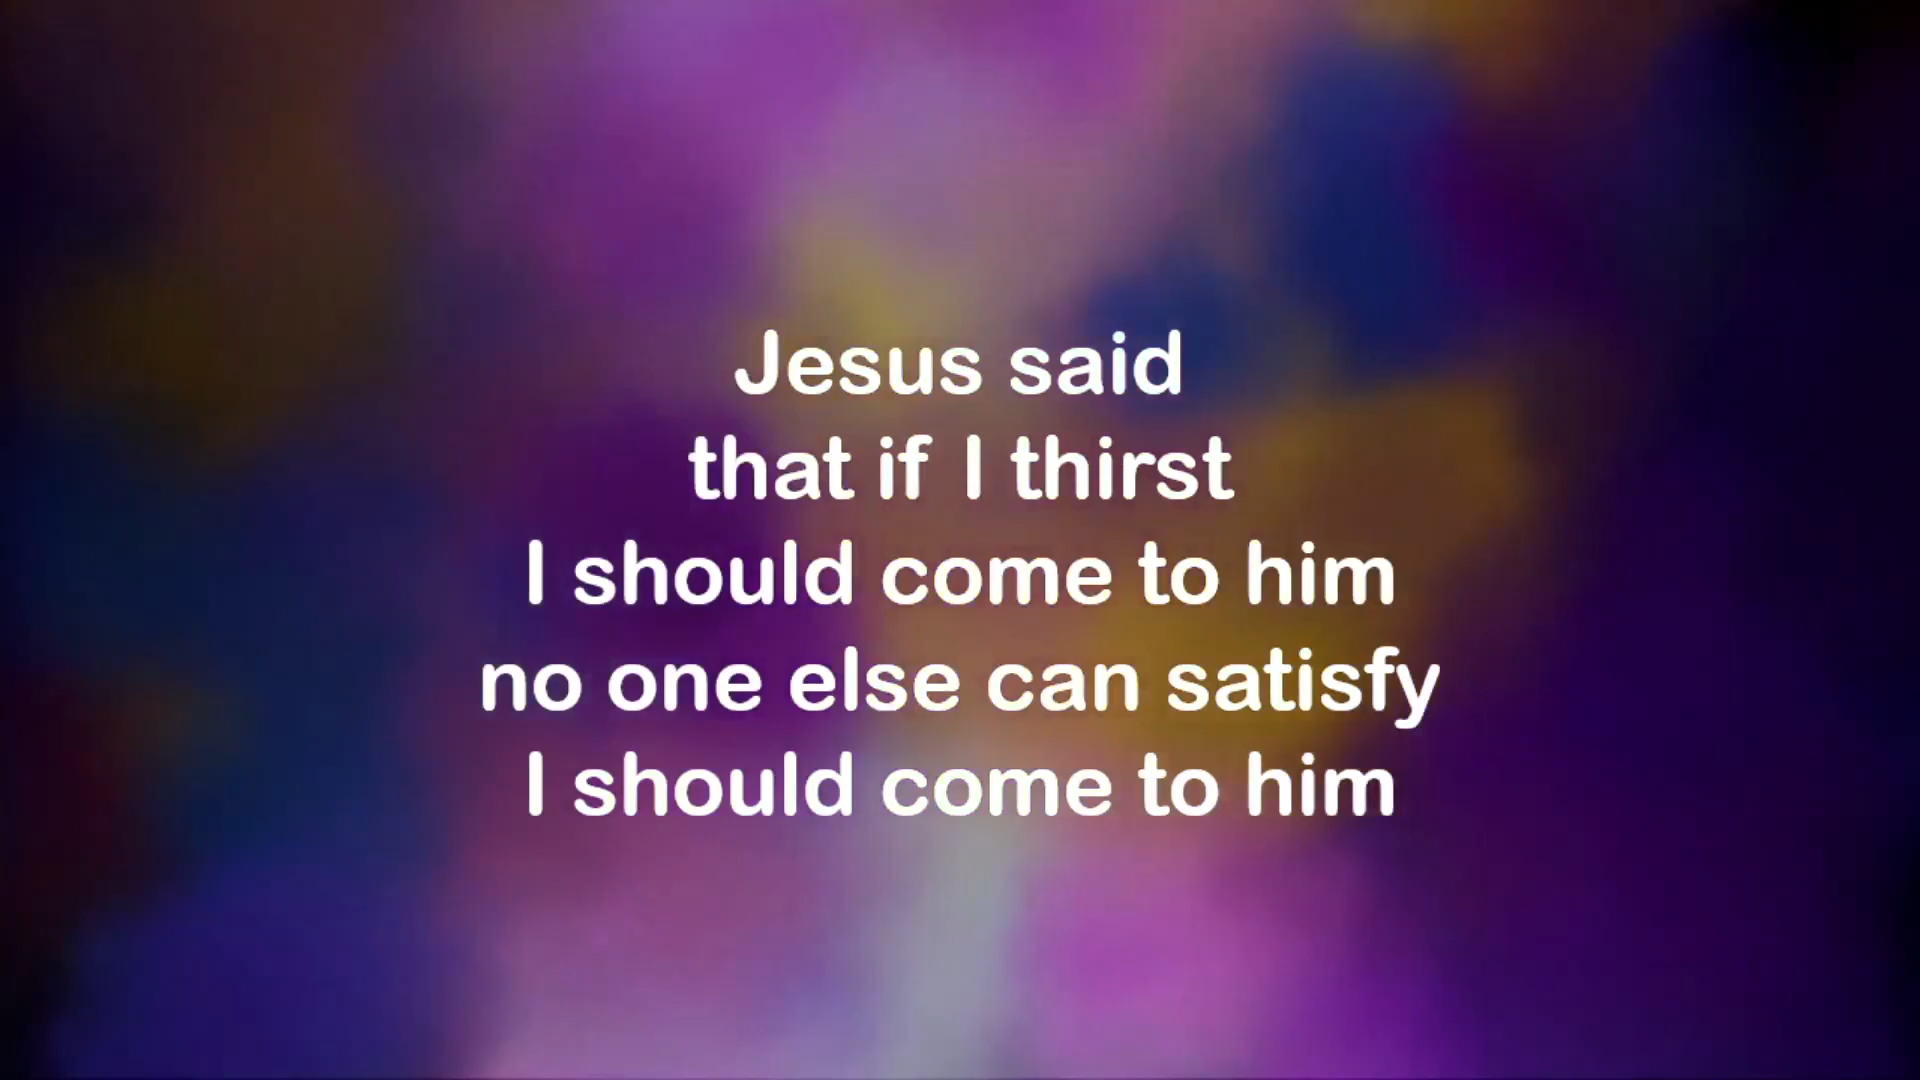 Jesus said
that if I thirst
I should come to him
no one else can satisfy
I should come to him